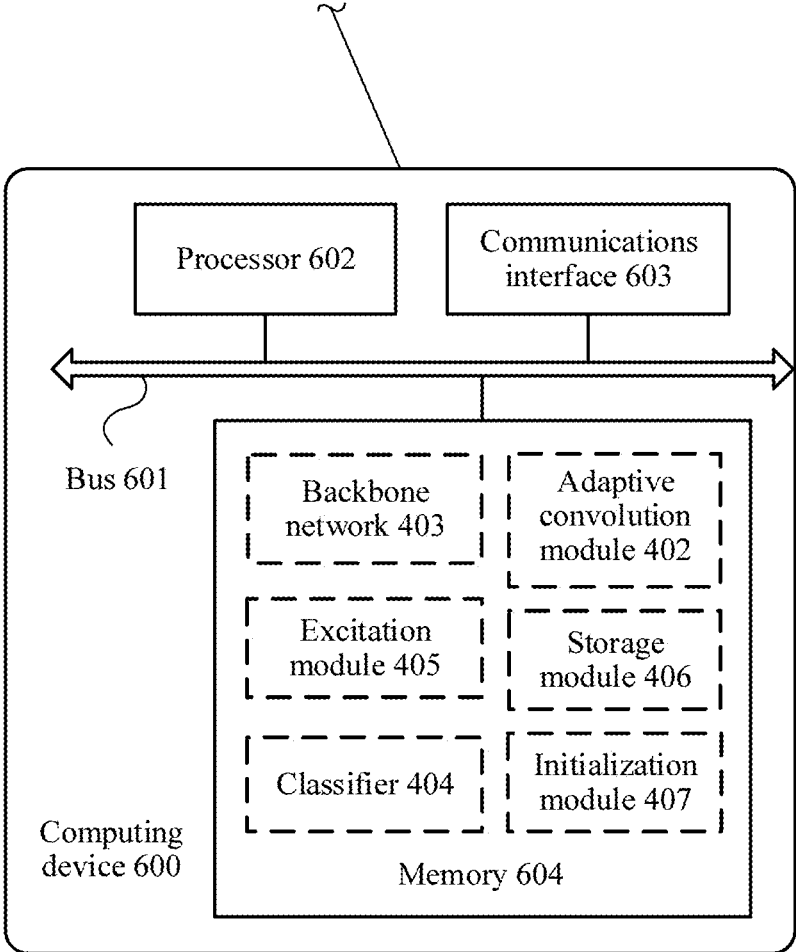 Processor 602
Communications
interface 603
Bus 601
Backbone
network 403
Adaptive
convolution
module 402
Excitation
module 405
Storage
module 406
Classifier 404
Initialization
module 407
Computing
device 600
Memory 604